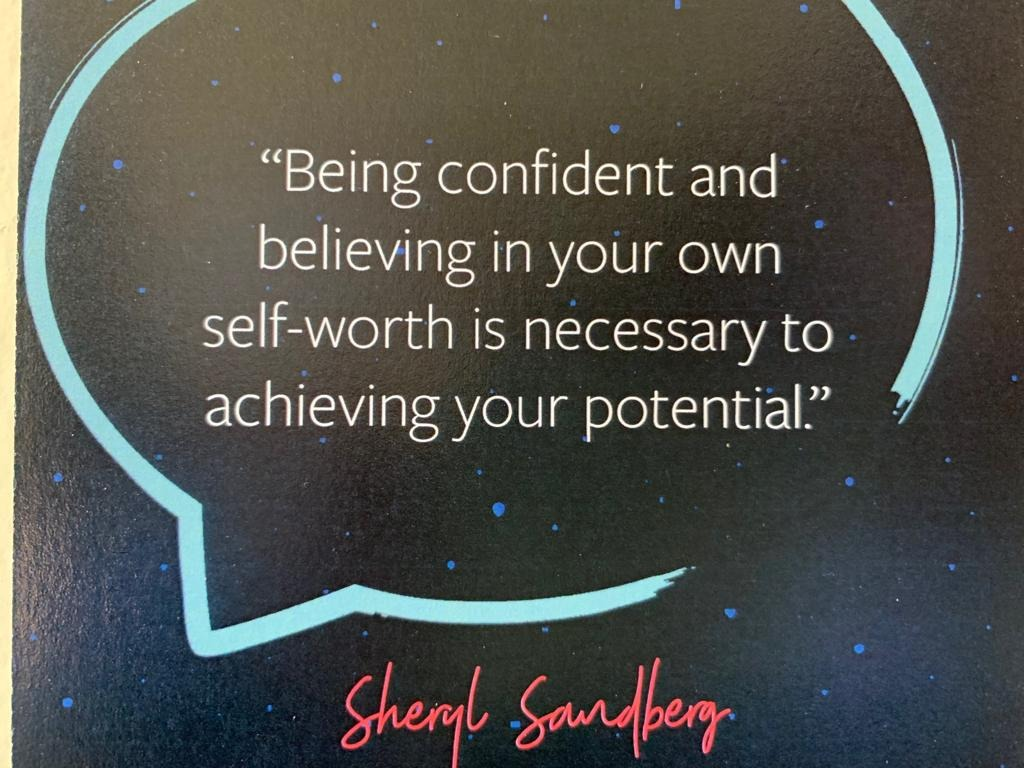 “Being confident and
believing in your own
self-worth is necessary to
achieving your potential.”
Sheryl Sandberg